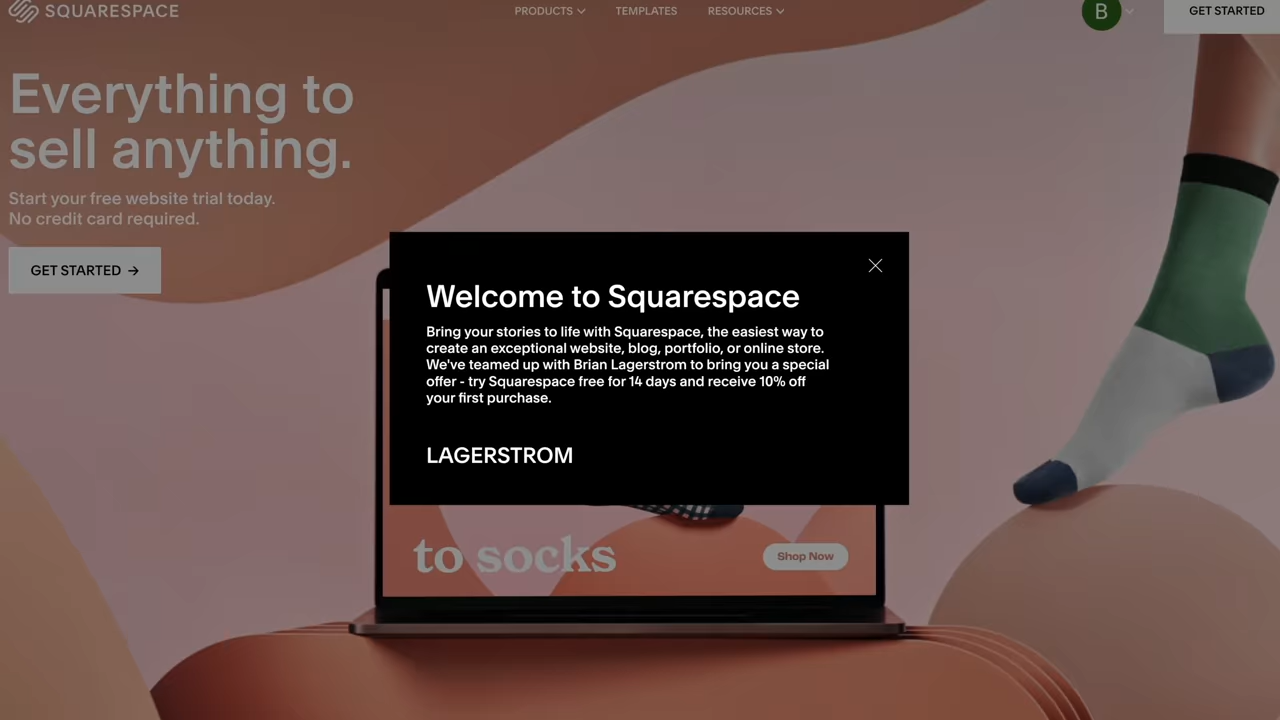 SQUARESPACE
PRODUCTS
TEMPLATES
RESOURCES
B
GET STARTED
Everything to
sell anything.
Start your free website trial today.
No credit card required.
GET STARTED →
Welcome to Squarespace
Bring your stories to life with Squarespace, the easiest way to
create an exceptional website, blog, portfolio, or online store.
We've teamed up with Brian Lagerstrom to bring you a special
offer - try Squarespace free for 14 days and receive 10% off
your first purchase.
LAGERSTROM
to socks
Shop Now